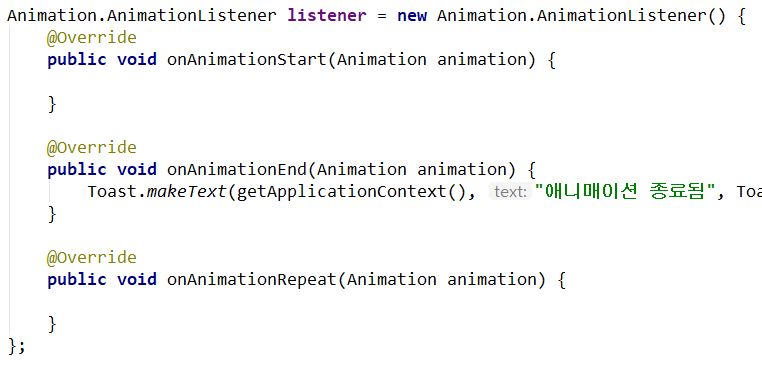 Animation.AnimationListener listener = new Animation.AnimationListener() {
@Override
public void onAnimationStart(Animation animation) {
}
@Override
public void onAnimationEnd(Animation animation) {
Toast.makeText(getApplicationContext(), text: "애니매이션 종료됨", Toa
}
@Override
public void onAnimationRepeat(Animation animation) {
}
};